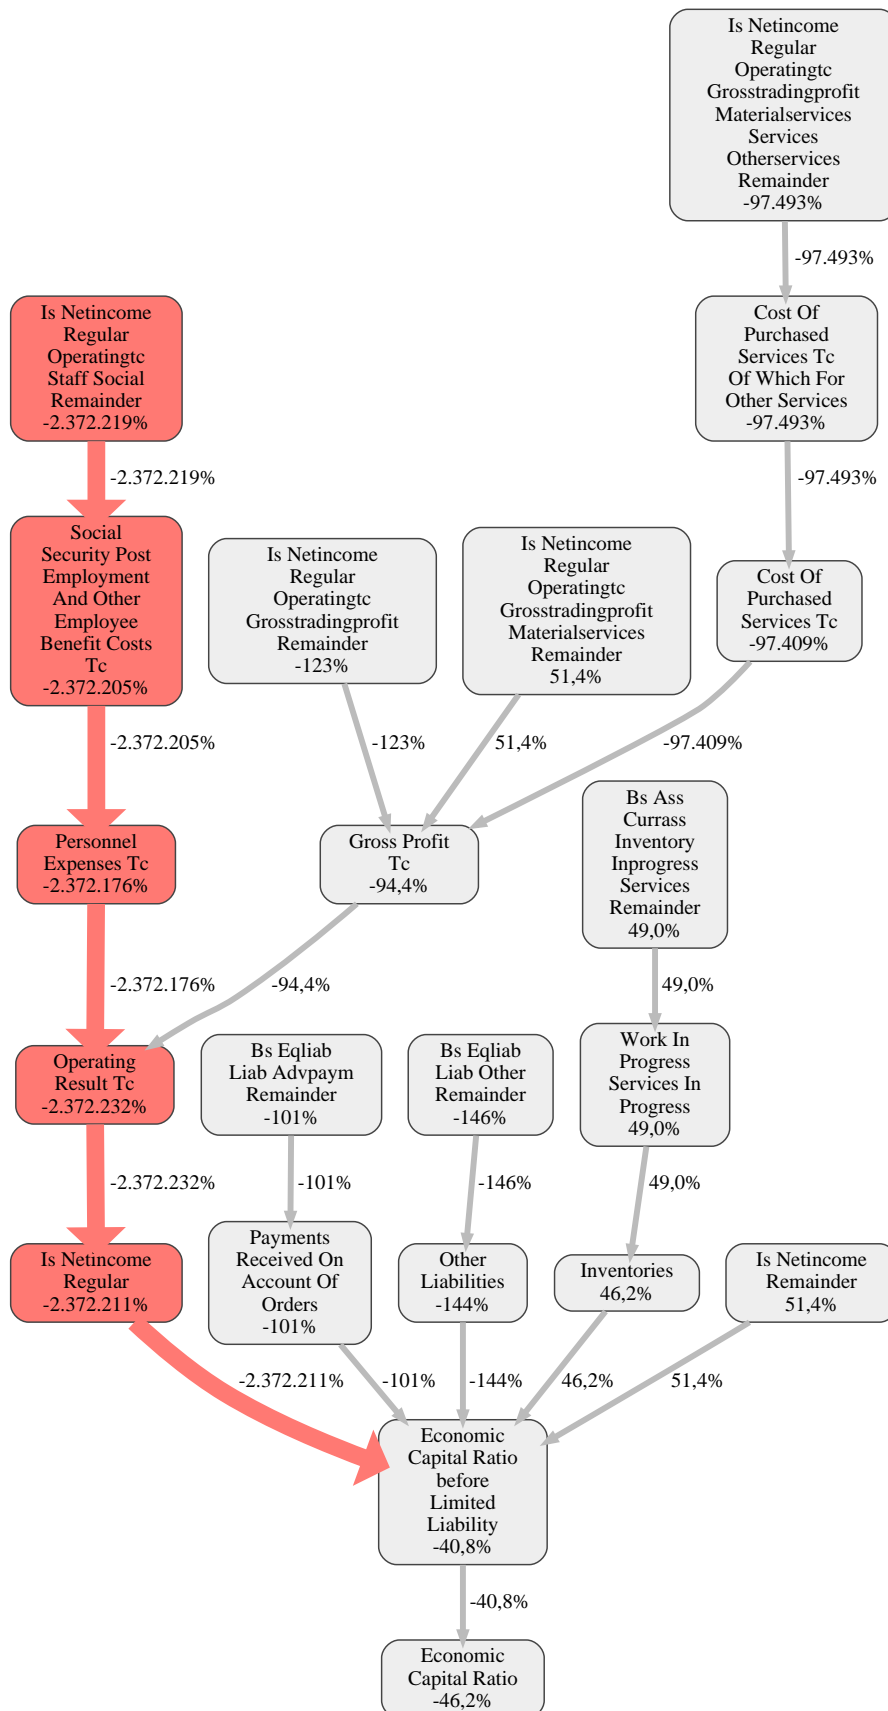 Is Netincome
Regular
Operatingtc
Grosstradingprofit
Materialservices
Services
Otherservices
Remainder
-97.493%
-97.493%
Is Netincome
Regular
Operatingtc
Staff Social
Remainder
-2.372.219%
Cost Of
Purchased
Services Tc
Of Which For
Other Services
-97.493%
-2.372.219%
-97.493%
Social
Security Post
Employment
And Other
Employee
Benefit Costs
Tc
-2.372.205%
Is Netincome
Regular
Operatingtc
Grosstradingprofit
Remainder
-123%
Is Netincome
Regular
Operatingtc
Grosstradingprofit
Materialservices
Remainder
51,4%
Cost Of
Purchased
Services Tc
-97.409%
-2.372.205%
-123%
51,4%
-97.409%
Personnel
Expenses Tc
-2.372.176%
Gross Profit
Tc
-94,4%
Bs Ass
Currass
Inventory
Inprogress
Services
Remainder
49,0%
-2.372.176%
-94,4%
49,0%
Operating
Result Tc
-2.372.232%
Bs Eqliab
Liab Advpaym
Remainder
-101%
Bs Eqliab
Liab Other
Remainder
-146%
Work In
Progress
Services In
Progress
49,0%
-2.372.232%
-101%
-146%
49,0%
Is Netincome
Regular
-2.372.211%
Payments
Received On
Account Of
Orders
-101%
Other
Liabilities
-144%
Inventories
46,2%
Is Netincome
Remainder
51,4%
-2.372.211%
-101%
-144%
46,2%
51,4%
Economic
Capital Ratio
before
Limited
Liability
-40,8%
-40,8%
Economic
Capital Ratio
-46,2%